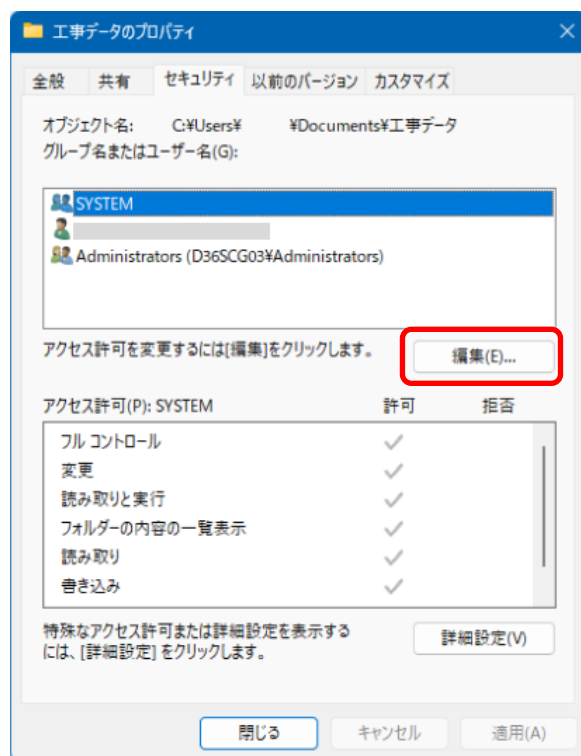 工事データのプロパティ
全般 共有 セキュリティ 以前のバージョン カスタマイズ
オブジェクト名: C:¥Users¥ ¥Documents¥工事データ
グループ名またはユーザー名(G):
SYSTEM
Administrators (D36SCG03¥Administrators)
アクセス許可を変更するには[編集]をクリックします。 編集(E)...
アクセス許可(P): SYSTEM 許可 拒否
フル コントロール
変更
読み取りと実行
フォルダーの内容の一覧表示
読み取り
書き込み
特殊なアクセス許可または詳細設定を表示する
には、[詳細設定] をクリックします。 詳細設定(V)
閉じる キャンセル 適用(A)